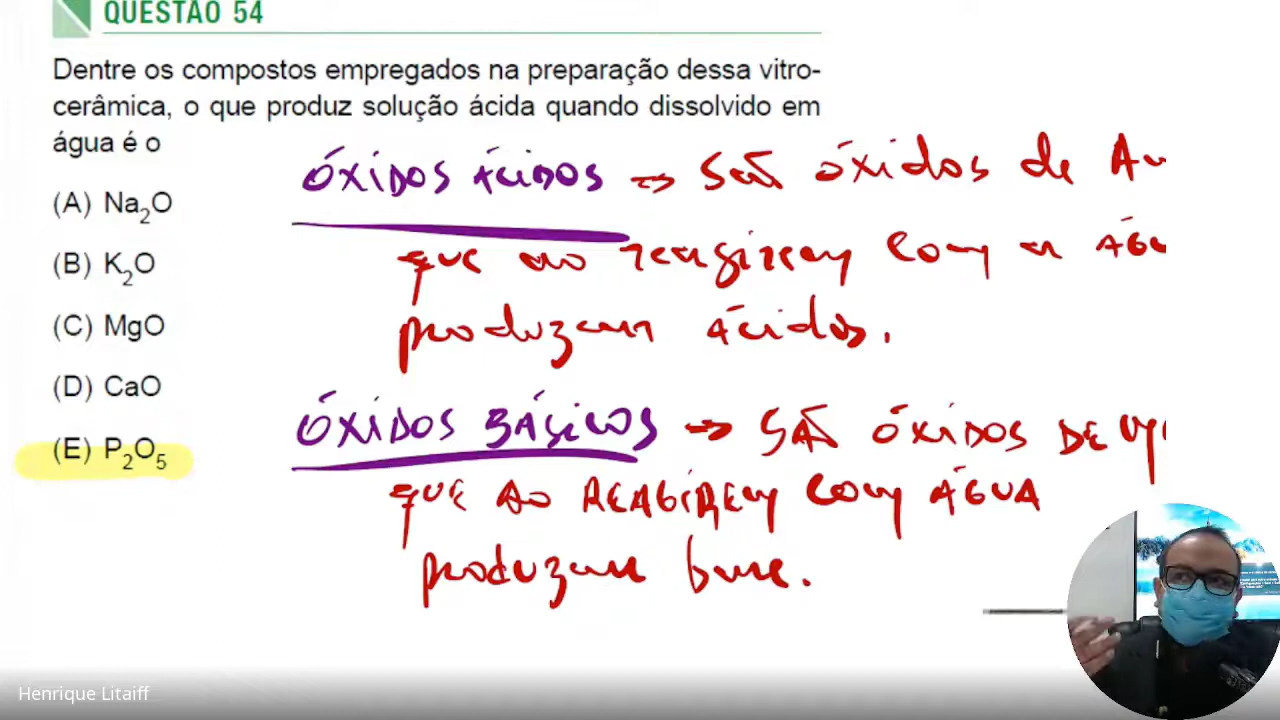 QUESTÃO 54
Dentre os compostos empregados na preparação dessa vitro-
cerâmica, o que produz solução ácida quando dissolvido em
água é o
(A) Na₂O
(B) K₂O
(C) MgO
(D) CaO
(E) P₂O₅
ÓXIDOS ÁCIDOS => São óxidos de
que ao reagirem com a
produzem ácidos.
ÓXIDOS BÁSICOS => SÃO ÓXIDOS DE
QUE AO REAGIREM COM ÁGUA
produzem base.
Henrique Litaiff